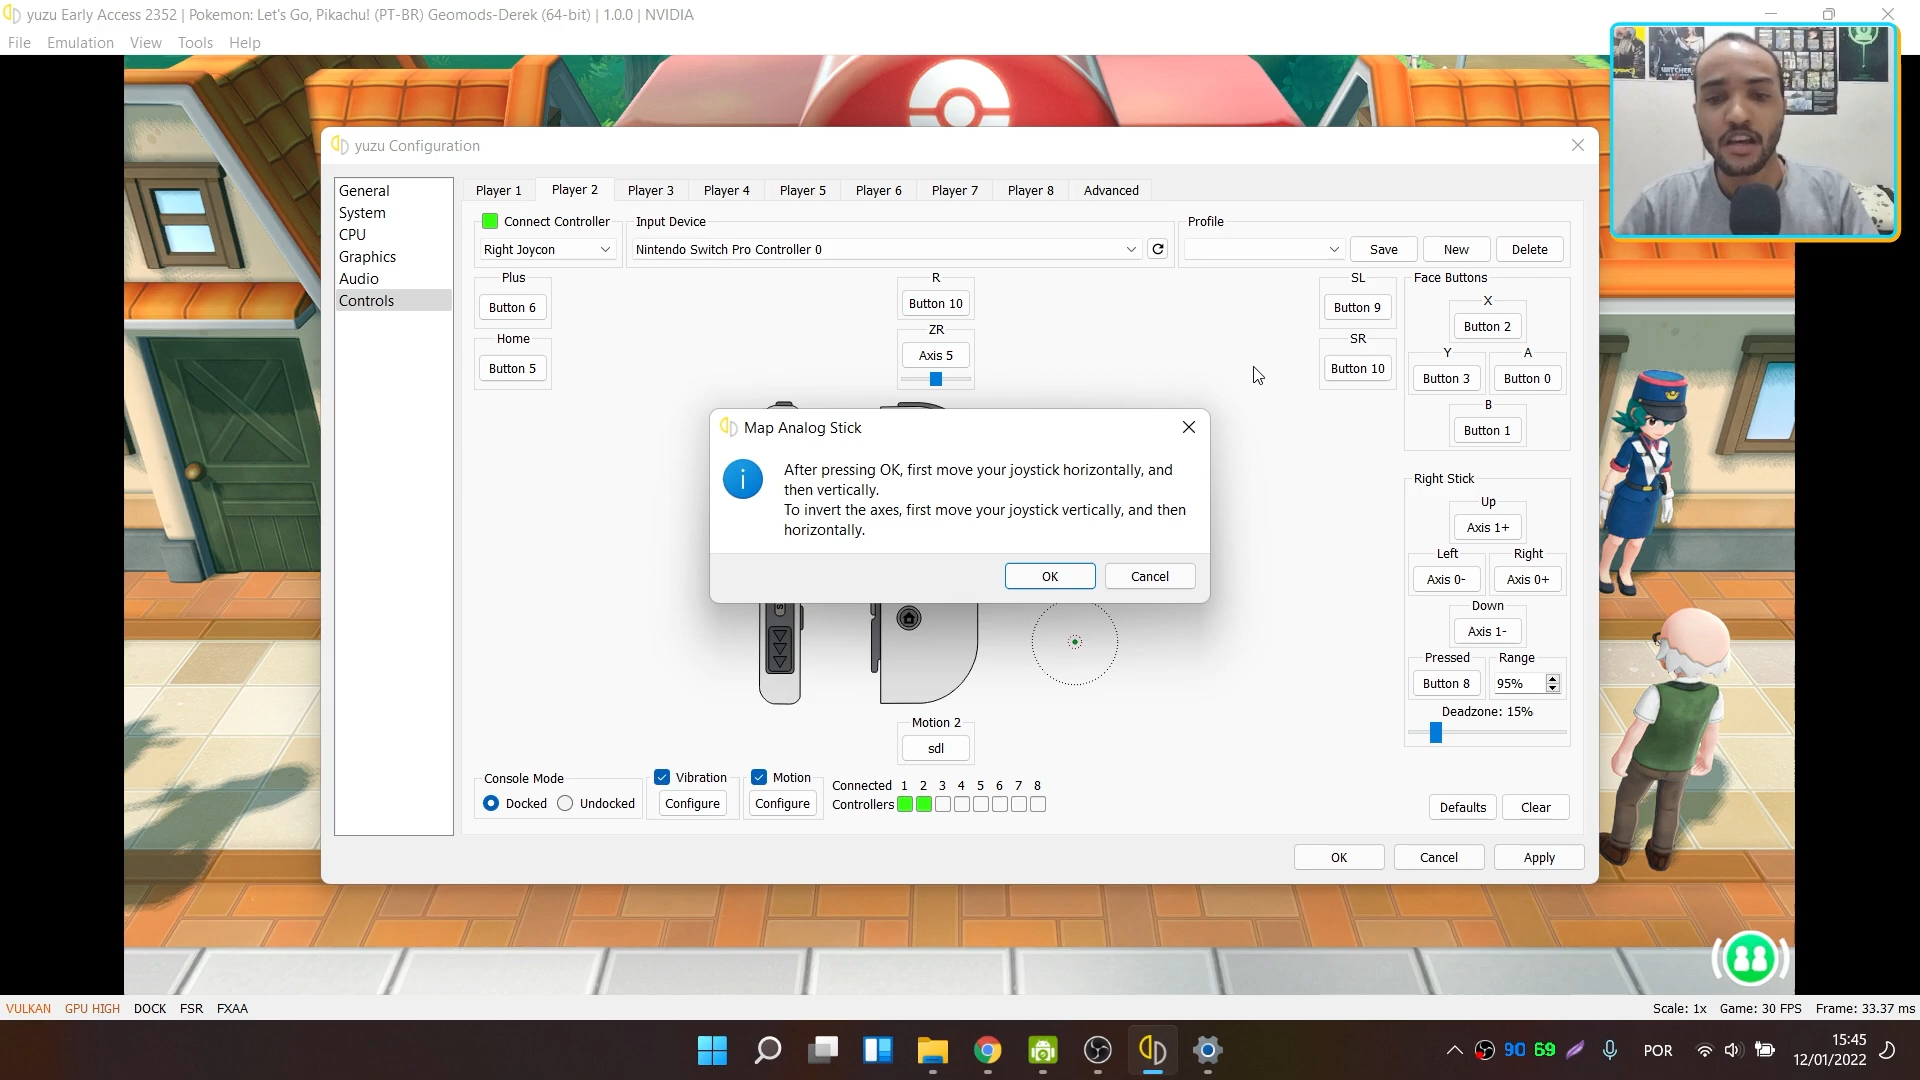 yuzu Early Access 2352 | Pokemon: Let's Go, Pikachu! (PT-BR) Geomods-Derek (64-bit) | 1.0.0 | NVIDIA
File Emulation View Tools Help
yuzu Configuration
General
System
CPU
Graphics
Audio
Controls
Player 1 Player 2 Player 3 Player 4 Player 5 Player 6 Player 7 Player 8 Advanced
Connect Controller
Right Joycon
Input Device
Nintendo Switch Pro Controller 0
Profile
Save New Delete
Plus
Button 6
Home
Button 5
R
Button 10
ZR
Axis 5
SL
Button 9
SR
Button 10
Face Buttons
X
Button 2
Y A
Button 3 Button 0
B
Button 1
Map Analog Stick
After pressing OK, first move your joystick horizontally, and
then vertically.
To invert the axes, first move your joystick vertically, and then
horizontally.
OK Cancel
Right Stick
Up
Axis 1+
Left Right
Axis 0- Axis 0+
Down
Axis 1-
Pressed Range
Button 8 95%
Deadzone: 15%
Motion 2
sdl
Console Mode
Docked Undocked
Vibration
Configure
Motion
Configure
Connected 1 2 3 4 5 6 7 8
Controllers
Defaults Clear
OK Cancel Apply
VULKAN GPU HIGH DOCK FSR FXAA
Scale: 1x Game: 30 FPS Frame: 33.37 ms
90 69 POR
15:45
12/01/2022